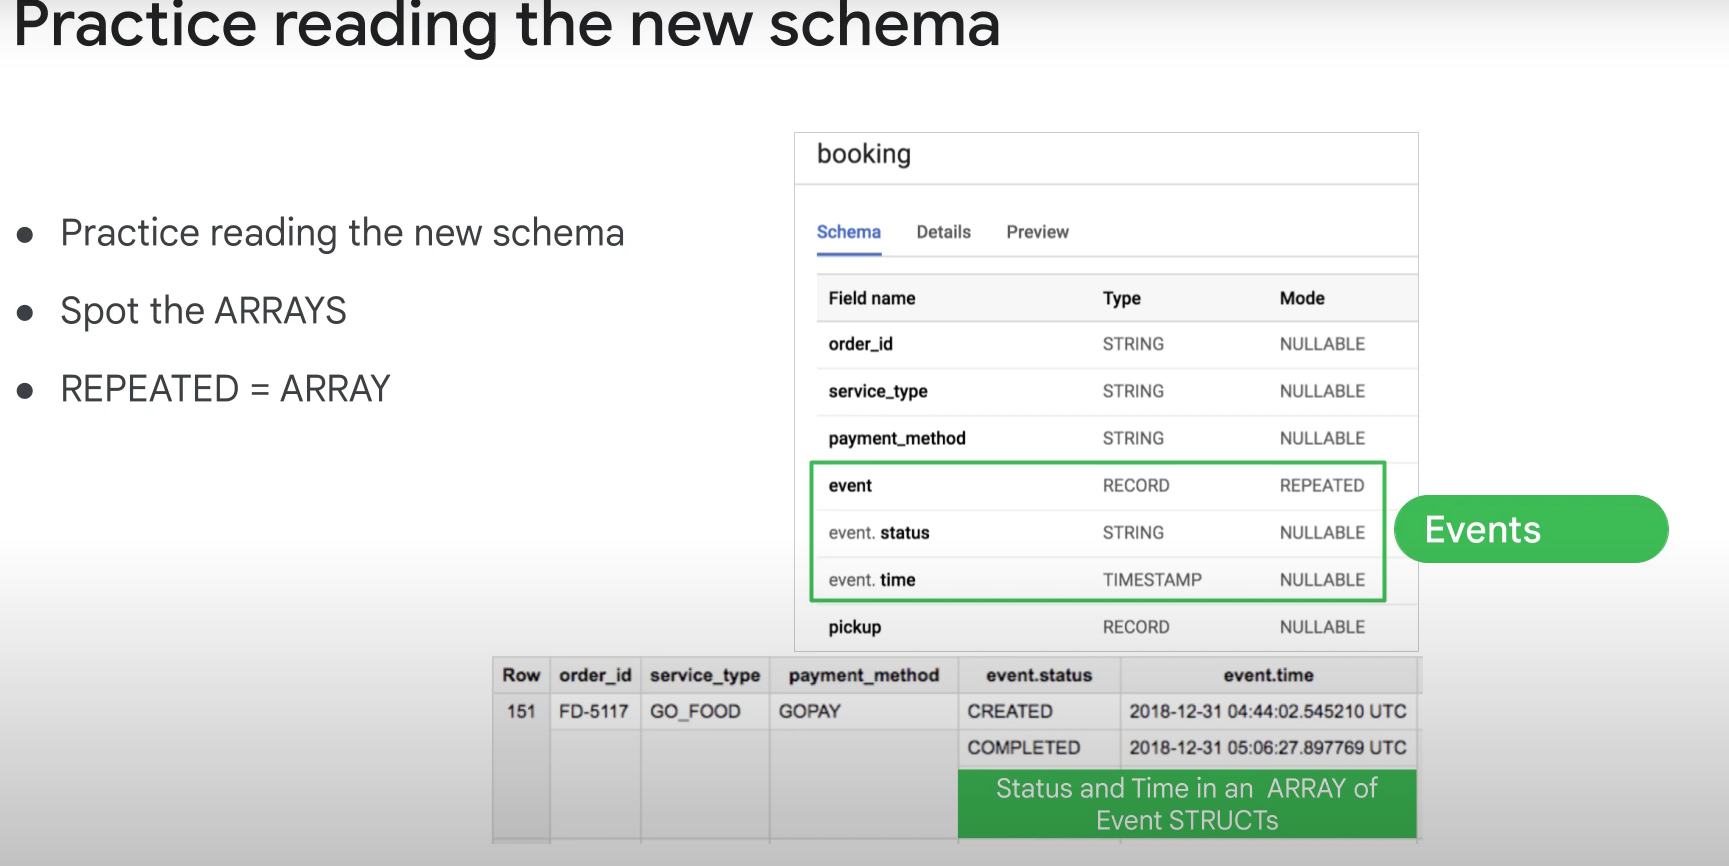 Practice reading the new schema
● Practice reading the new schema
● Spot the ARRAYS
● REPEATED = ARRAY
booking
Schema Details Preview
Field name Type Mode
order_id STRING NULLABLE
service_type STRING NULLABLE
payment_method STRING NULLABLE
event RECORD REPEATED
event. status STRING NULLABLE
event. time TIMESTAMP NULLABLE
pickup RECORD NULLABLE
Events
Row order_id service_type payment_method event.status event.time
151 FD-5117 GO_FOOD GOPAY CREATED 2018-12-31 04:44:02.545210 UTC
COMPLETED 2018-12-31 05:06:27.897769 UTC
Status and Time in an ARRAY of
Event STRUCTs